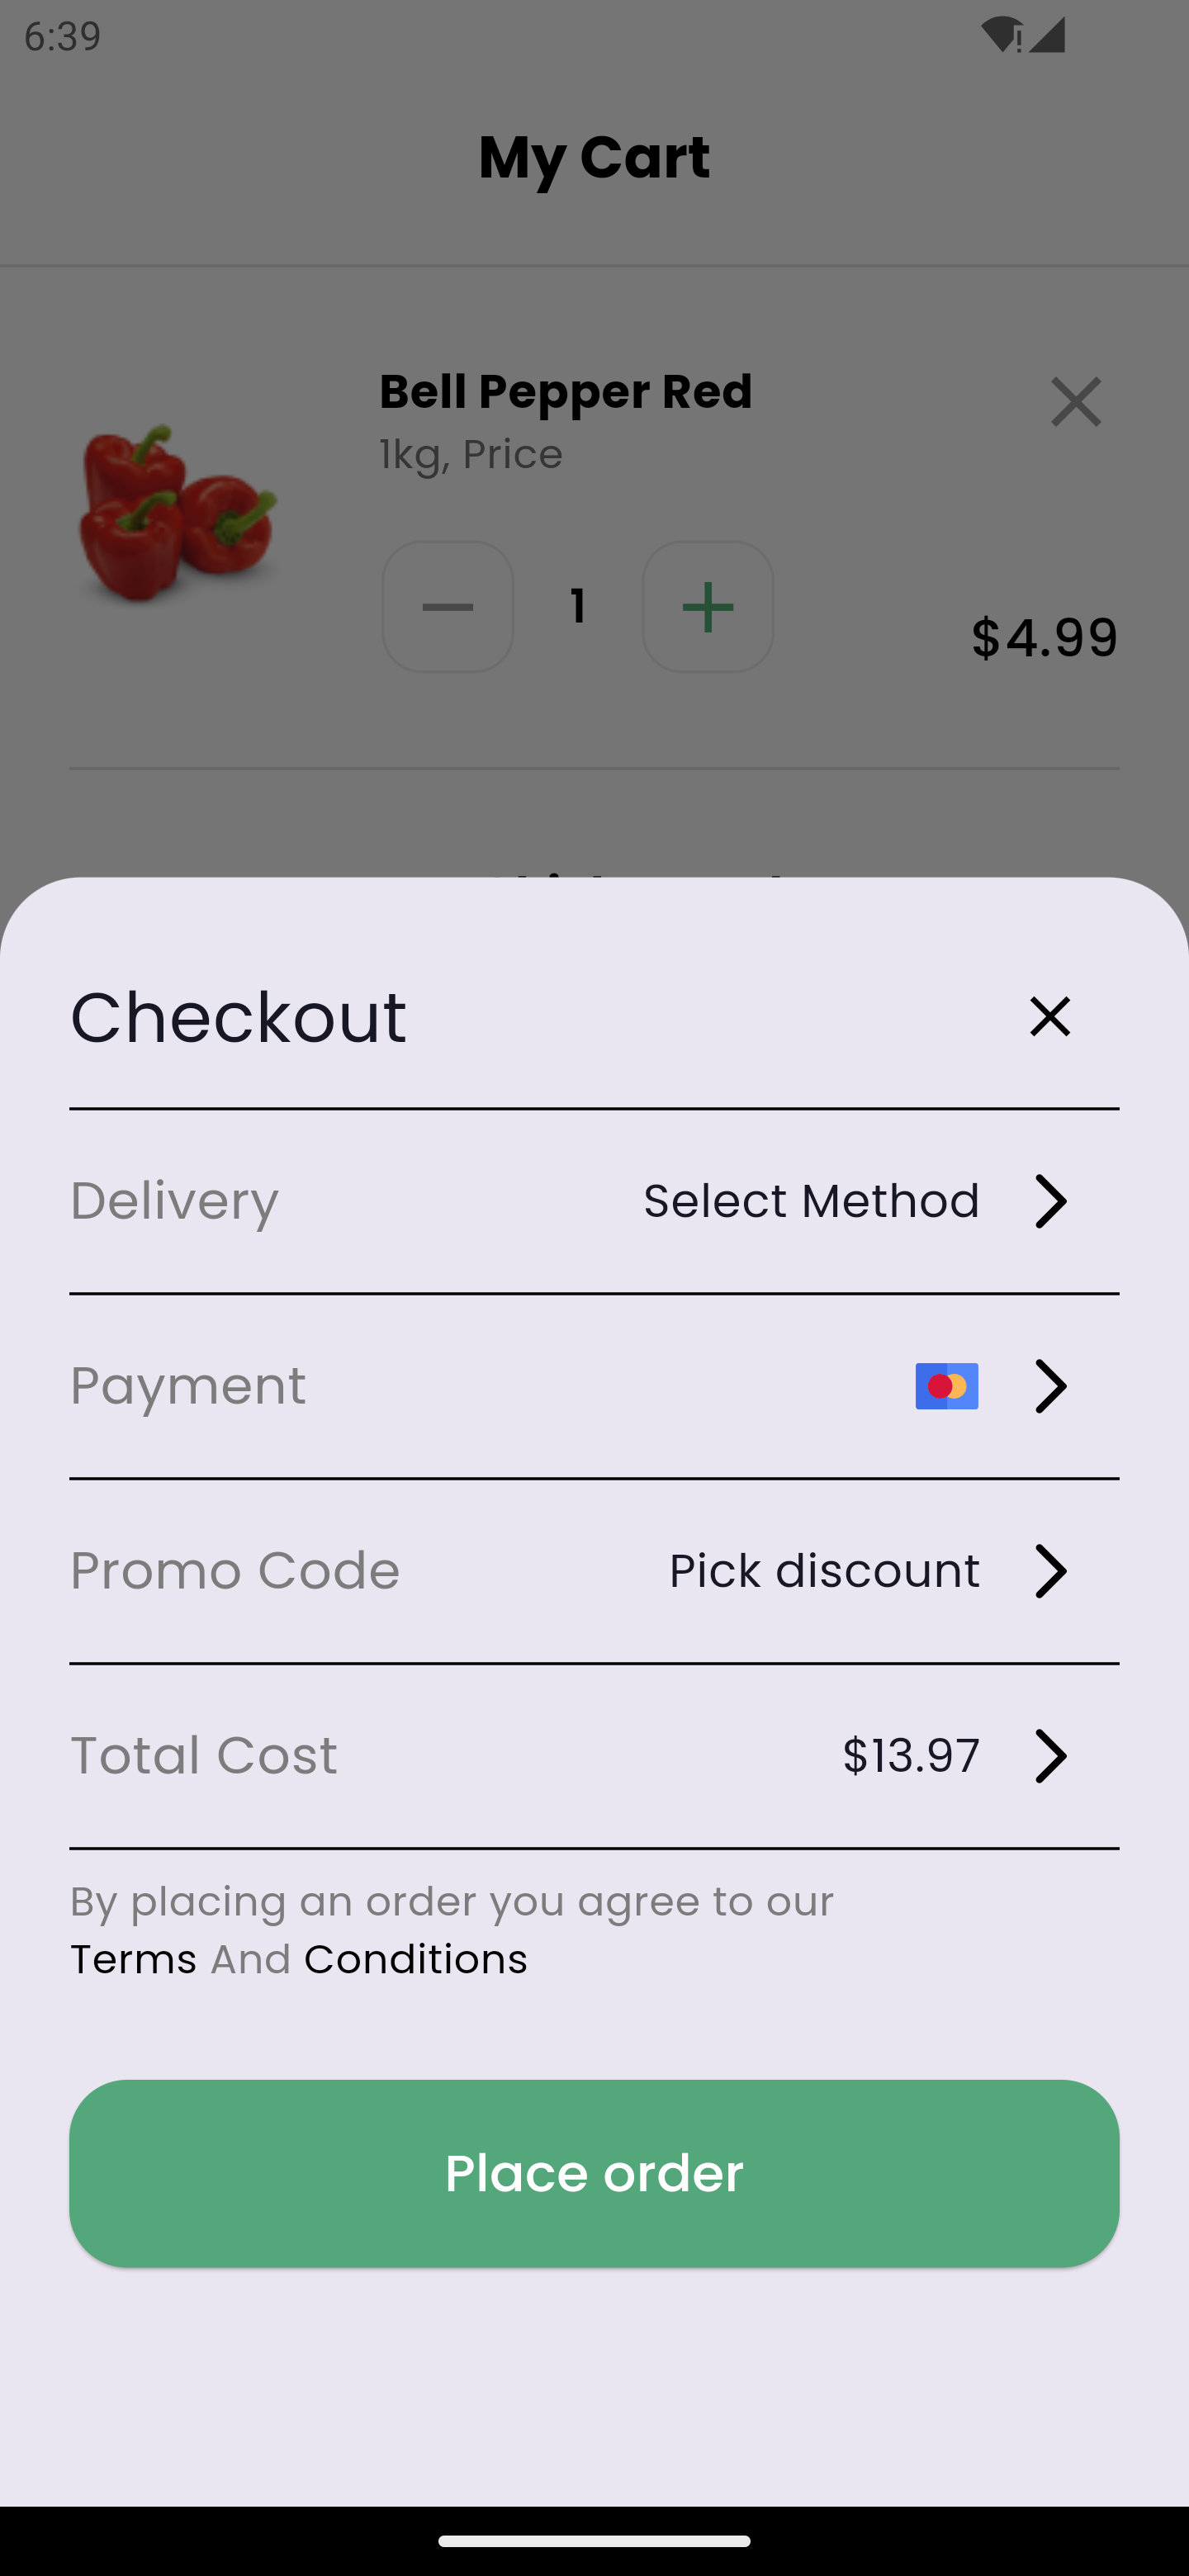 6:39
My Cart
Bell Pepper Red
1kg, Price
1
$4.99
Checkout
Delivery Select Method
Payment
Promo Code Pick discount
Total Cost $13.97
By placing an order you agree to our
Terms And Conditions
Place order